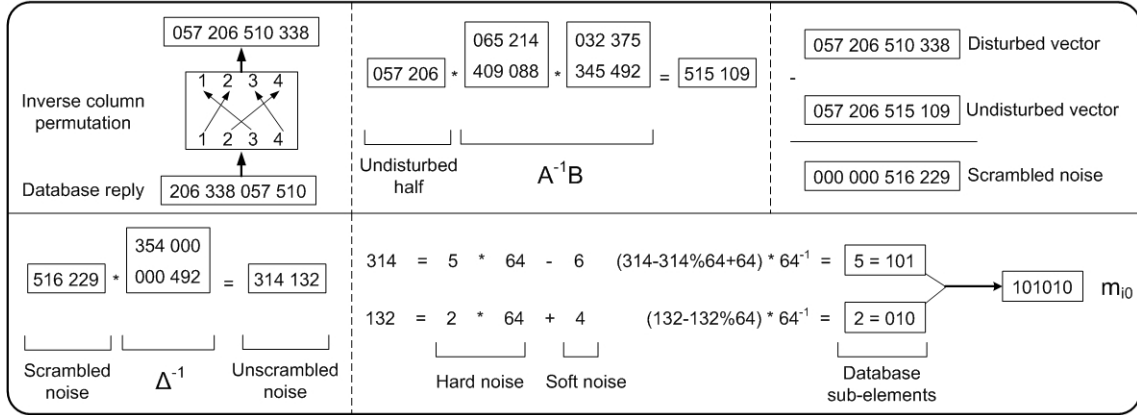 057 206 510 338
1 2 3 4
Inverse column
permutation
1 2 3 4
Database reply
206 338 057 510
065 214
409 088
032 375
345 492
057 206 * * = 515 109
Undisturbed
half
A⁻¹B
057 206 510 338 Disturbed vector
-
057 206 515 109 Undisturbed vector
000 000 516 229 Scrambled noise
354 000
000 492
516 229 * = 314 132
Scrambled
noise
Δ⁻¹
Unscrambled
noise
314 = 5 * 64 - 6 (314-314%64+64) * 64⁻¹ = 5 = 101
101010 mᵢ₀
132 = 2 * 64 + 4 (132-132%64) * 64⁻¹ = 2 = 010
Hard noise Soft noise
Database
sub-elements